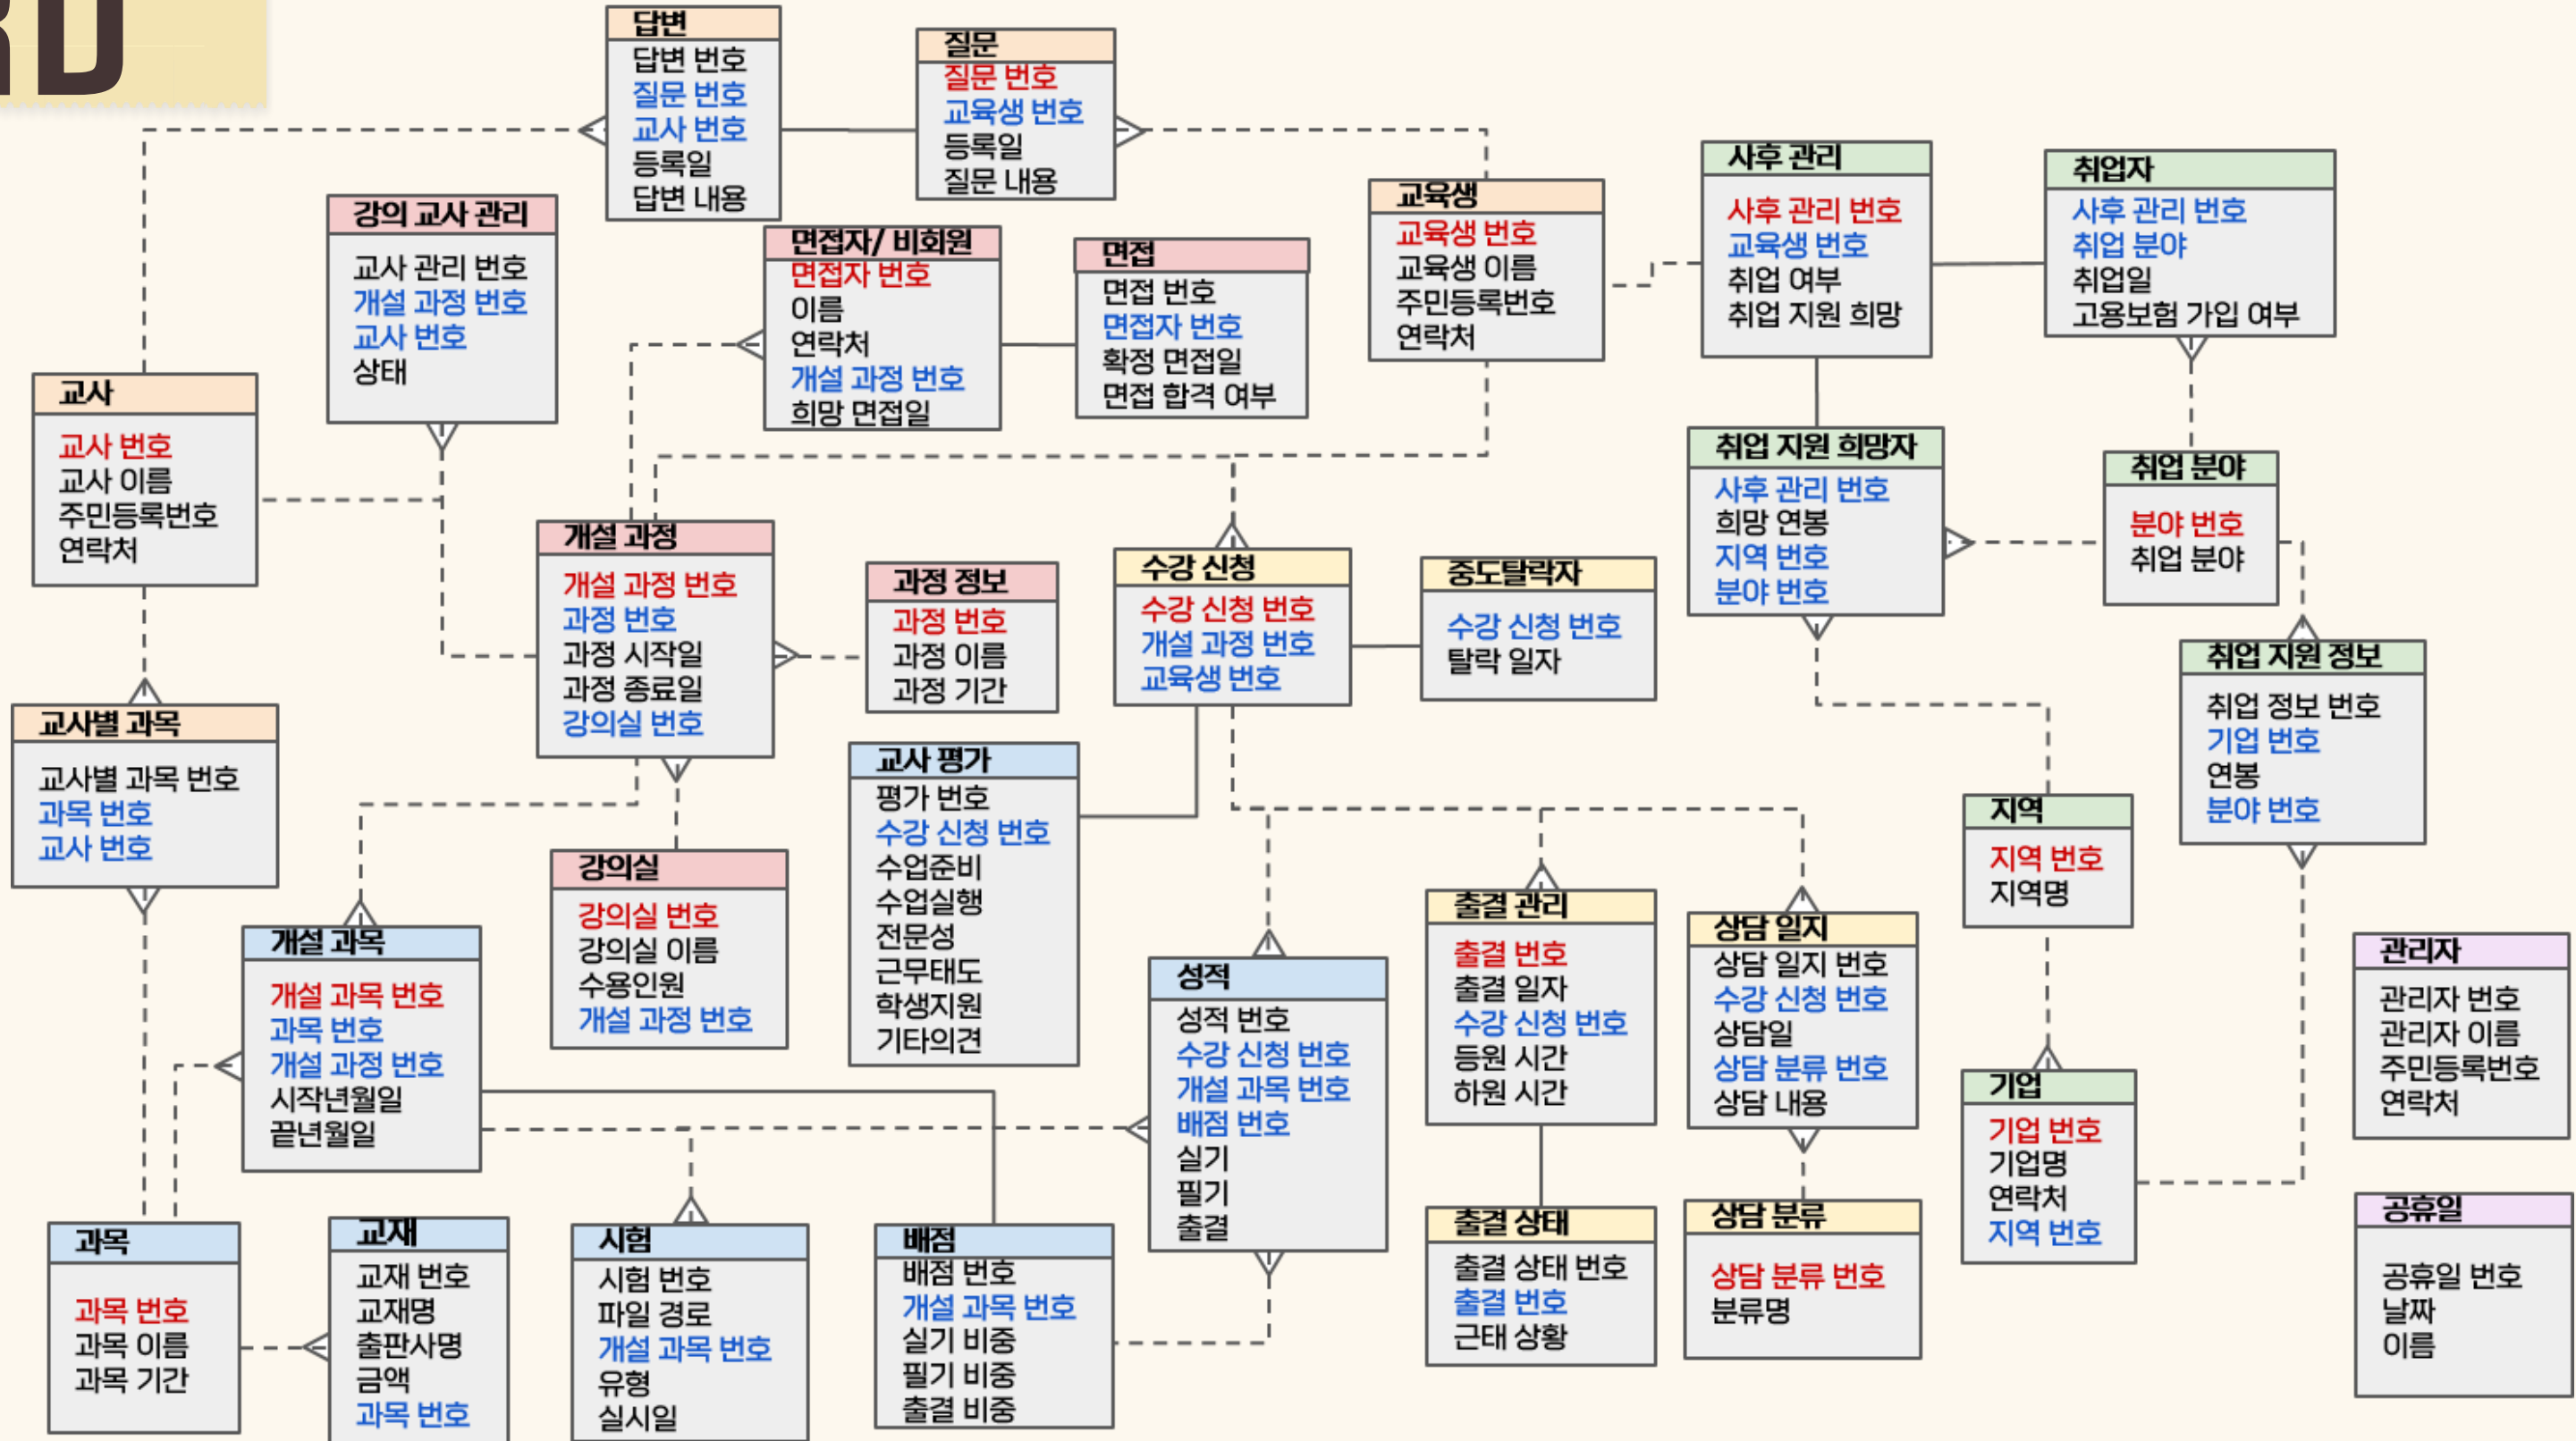 RD
답변
답변 번호
질문 번호
교사 번호
등록일
답변 내용
질문
질문 번호
교육생 번호
등록일
질문 내용
사후 관리
사후 관리 번호
교육생 번호
취업 여부
취업 지원 희망
취업자
사후 관리 번호
취업 분야
취업일
고용보험 가입 여부
교육생
교육생 번호
교육생 이름
주민등록번호
연락처
강의 교사 관리
교사 관리 번호
개설 과정 번호
교사 번호
상태
면접자/ 비회원
면접자 번호
이름
연락처
개설 과정 번호
희망 면접일
면접
면접 번호
면접자 번호
확정 면접일
면접 합격 여부
교사
교사 번호
교사 이름
주민등록번호
연락처
취업 지원 희망자
사후 관리 번호
희망 연봉
지역 번호
분야 번호
취업 분야
분야 번호
취업 분야
개설 과정
개설 과정 번호
과정 번호
과정 시작일
과정 종료일
강의실 번호
과정 정보
과정 번호
과정 이름
과정 기간
수강 신청
수강 신청 번호
개설 과정 번호
교육생 번호
중도탈락자
수강 신청 번호
탈락 일자
취업 지원 정보
취업 정보 번호
기업 번호
연봉
분야 번호
교사별 과목
교사별 과목 번호
과목 번호
교사 번호
교사 평가
평가 번호
수강 신청 번호
수업준비
수업실행
전문성
근무태도
학생지원
기타의견
지역
지역 번호
지역명
강의실
강의실 번호
강의실 이름
수용인원
개설 과정 번호
출결 관리
출결 번호
출결 일자
수강 신청 번호
등원 시간
하원 시간
상담 일지
상담 일지 번호
수강 신청 번호
상담일
상담 분류 번호
상담 내용
개설 과목
개설 과목 번호
과목 번호
개설 과정 번호
시작년월일
끝년월일
성적
성적 번호
수강 신청 번호
개설 과목 번호
배점 번호
실기
필기
출결
관리자
관리자 번호
관리자 이름
주민등록번호
연락처
기업
기업 번호
기업명
연락처
지역 번호
과목
과목 번호
과목 이름
과목 기간
교재
교재 번호
교재명
출판사명
금액
과목 번호
시험
시험 번호
파일 경로
개설 과목 번호
유형
실시일
배점
배점 번호
개설 과목 번호
실기 비중
필기 비중
출결 비중
출결 상태
출결 상태 번호
출결 번호
근태 상황
상담 분류
상담 분류 번호
분류명
공휴일
공휴일 번호
날짜
이름